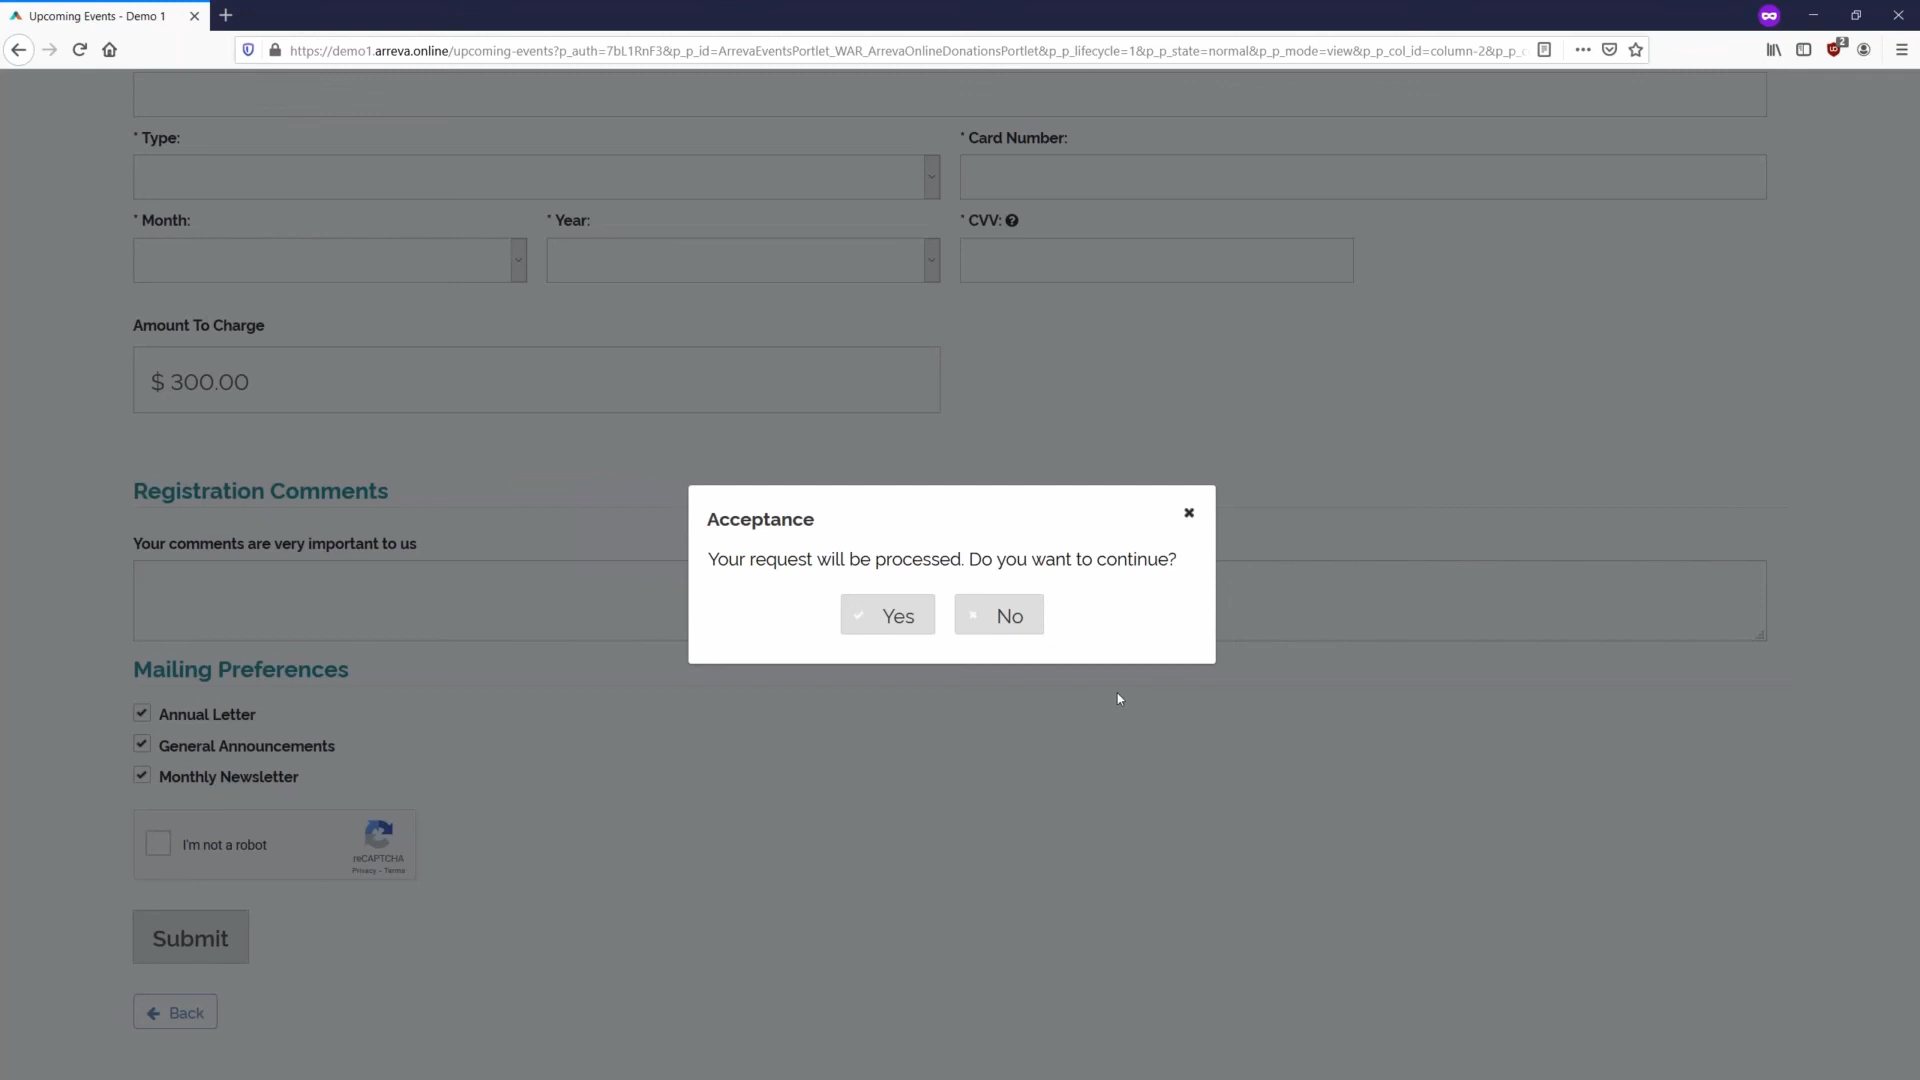 Upcoming Events - Demo 1
https://demo1.arreva.online/upcoming-events?p_auth=7bL1RnF3&p_p_id=ArrevaEventsPortlet_WAR_ArrevaOnlineDonationsPortlet&p_p_lifecycle=1&p_p_state=normal&p_p_mode=view&p_p_col_id=column-2&p_p_
2
* Type:
* Card Number:
* Month:
* Year:
* CVV:
Amount To Charge
$ 300.00
Registration Comments
Your comments are very important to us
Acceptance
Your request will be processed. Do you want to continue?
Yes
No
Mailing Preferences
Annual Letter
General Announcements
Monthly Newsletter
I'm not a robot
reCAPTCHA
Privacy - Terms
Submit
Back